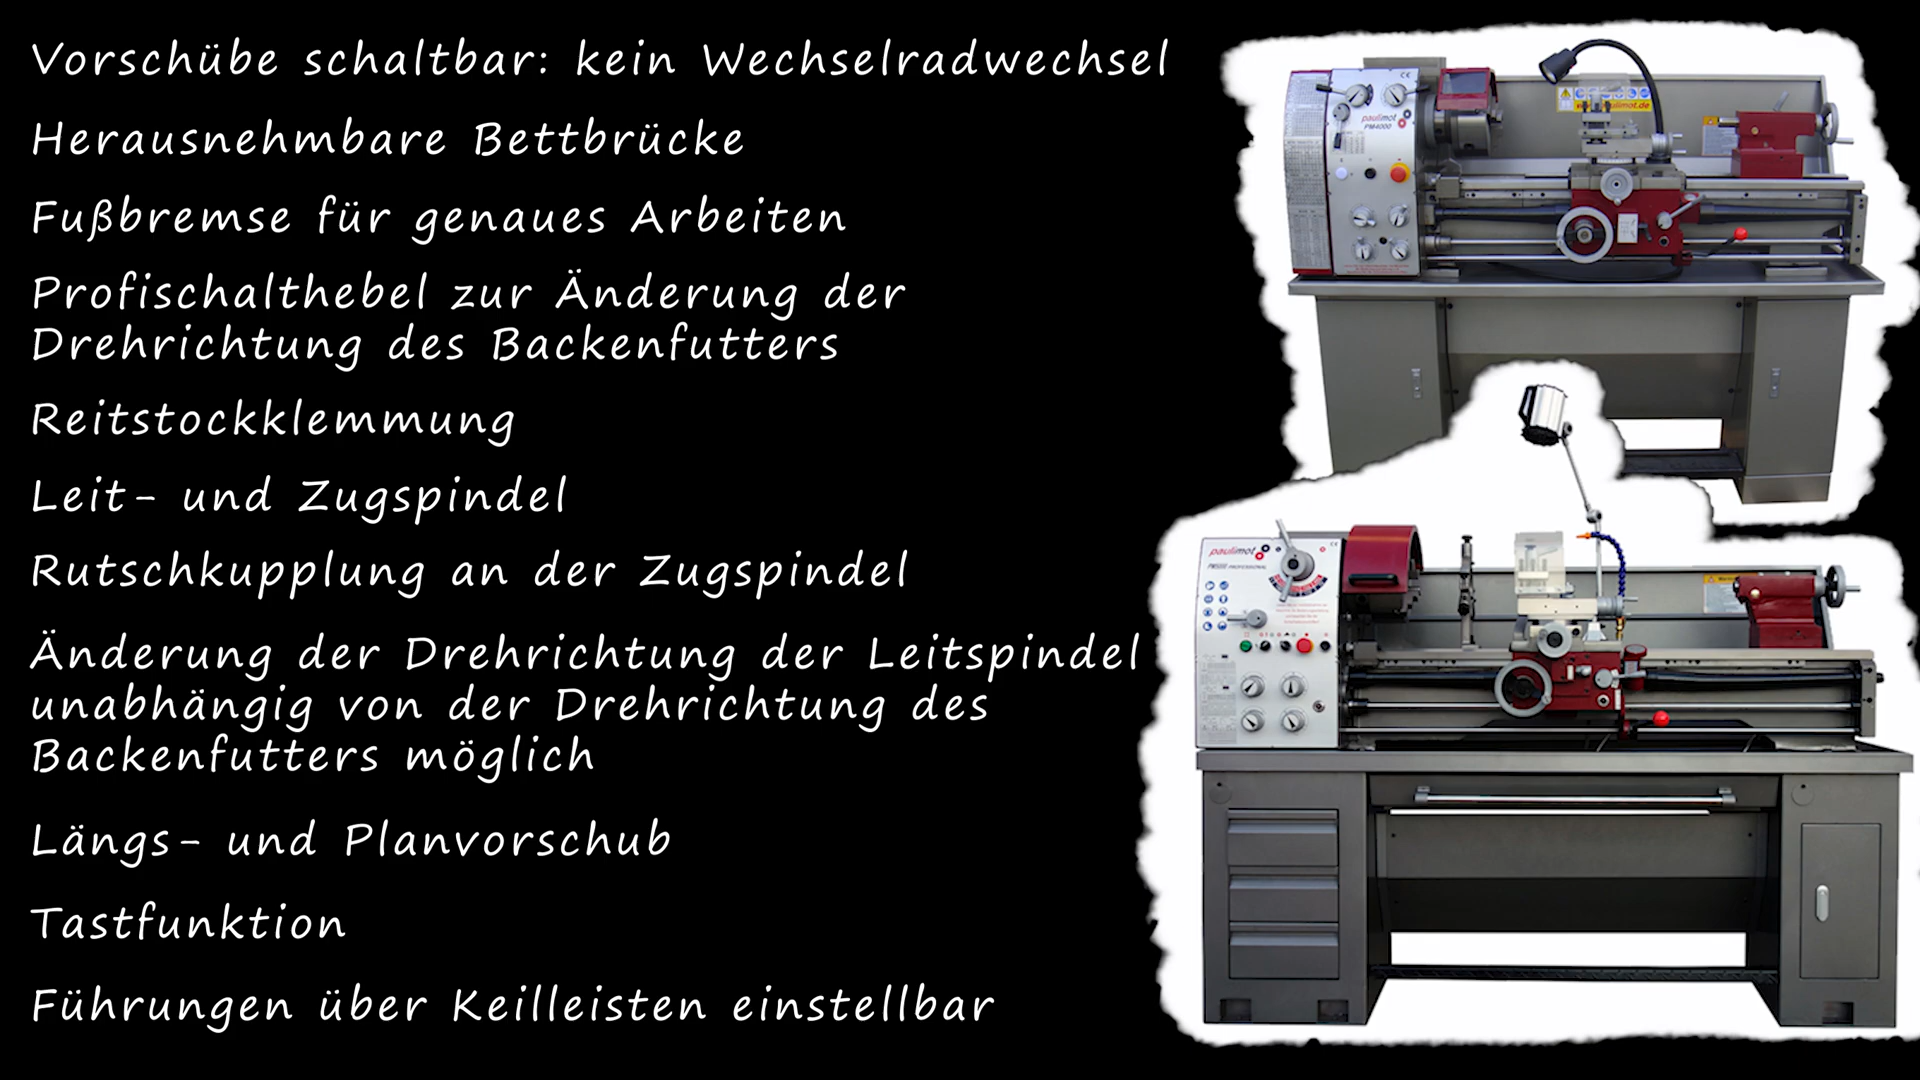 Vorschübe schaltbar: kein Wechselradwechsel
Herausnehmbare Bettbrücke
Fußbremse für genaues Arbeiten
Profischalthebel zur Änderung der
Drehrichtung des Backenfutters
Reitstockklemmung
Leit- und Zugspindel
Rutschkupplung an der Zugspindel
Änderung der Drehrichtung der Leitspindel
unabhängig von der Drehrichtung des
Backenfutters möglich
Längs- und Planvorschub
Tastfunktion
Führungen über Keilleisten einstellbar
paulimot
PM4000
paulimot
PROFESSIONAL